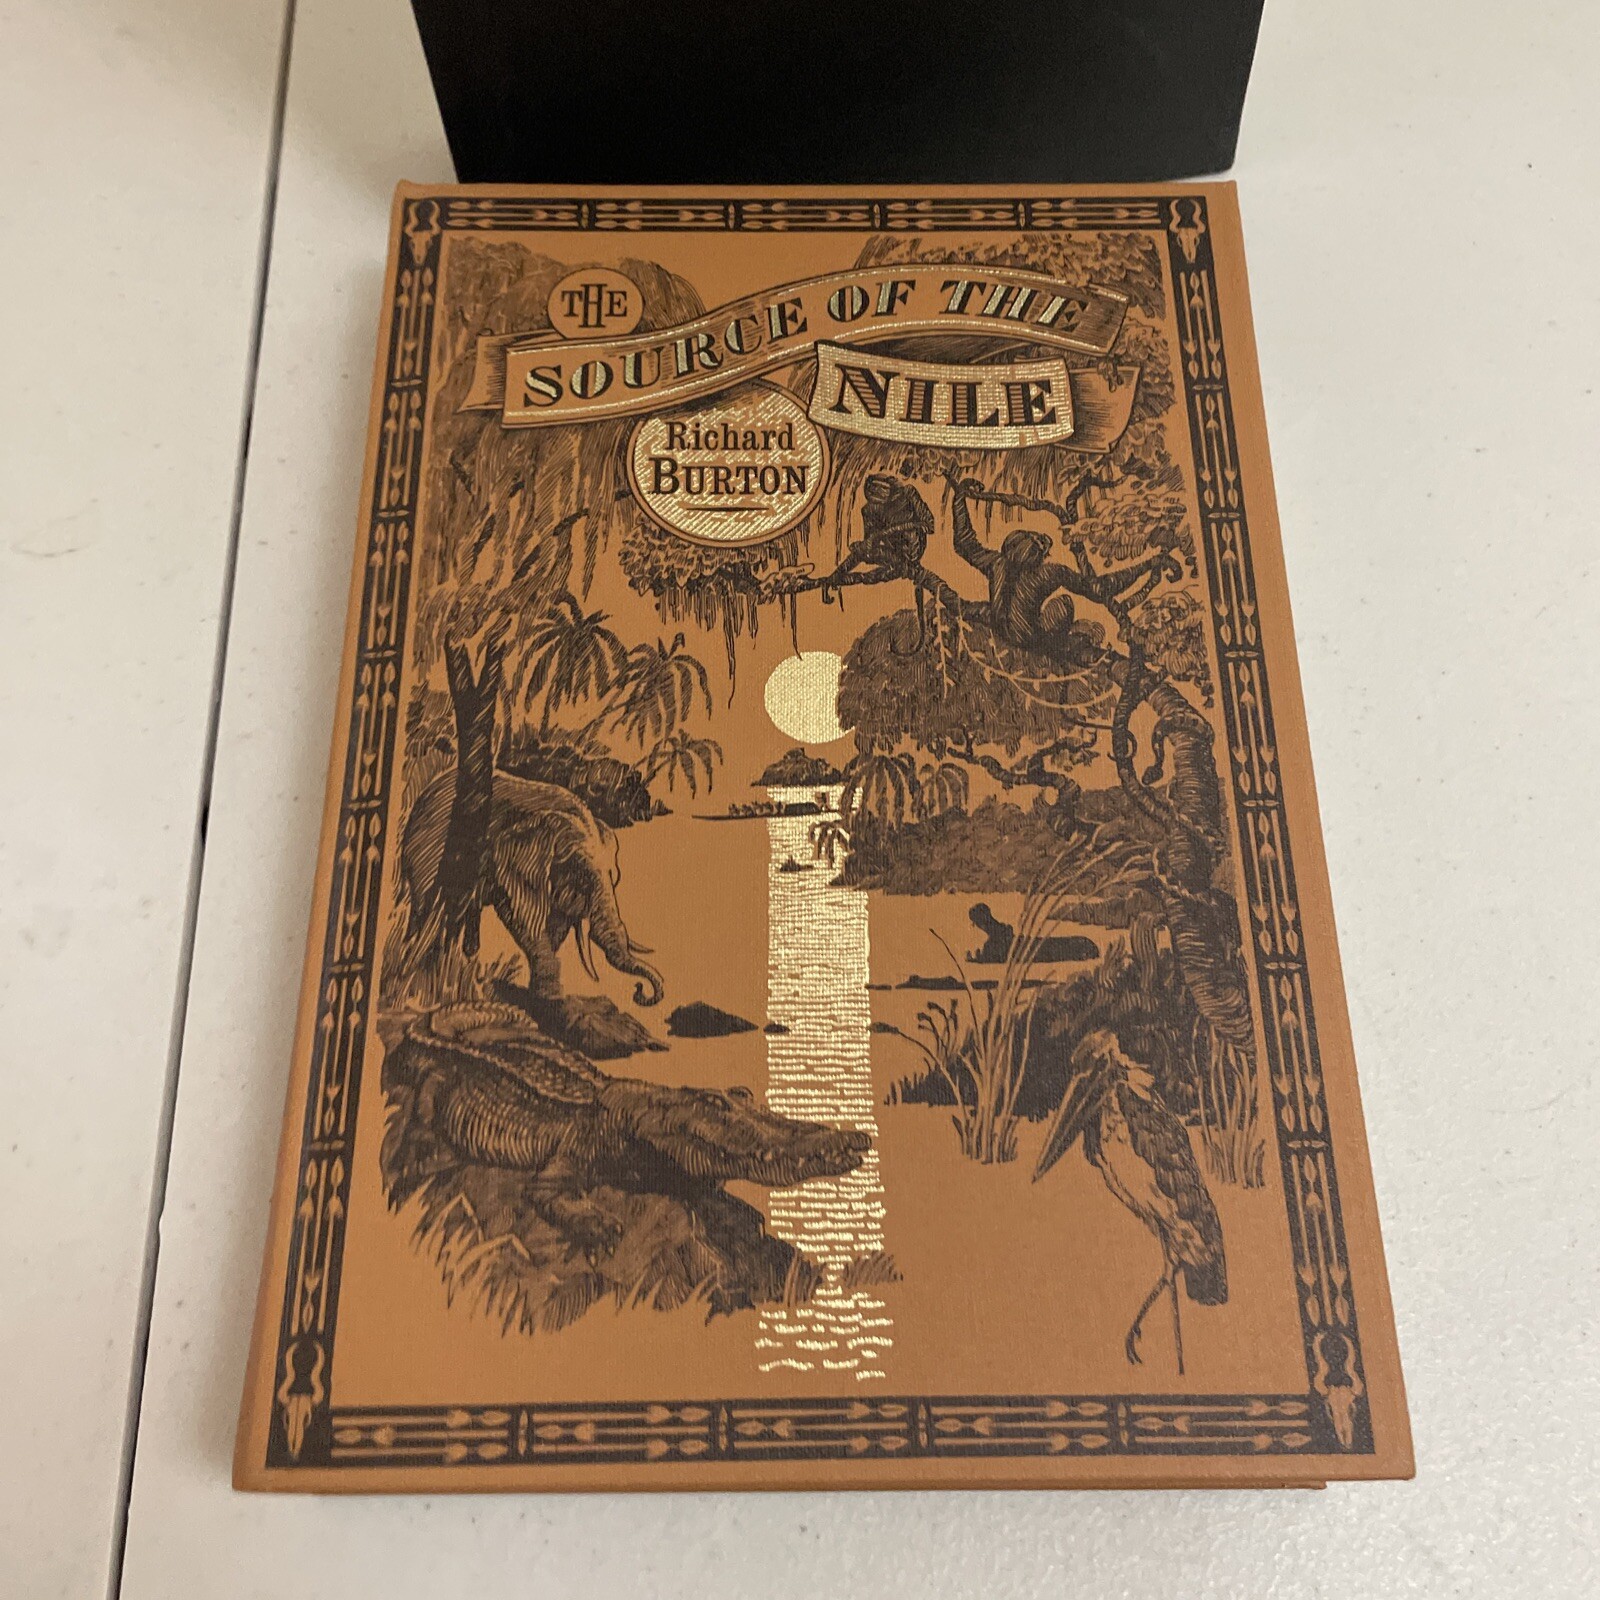 THE
SOURCE OF THE
NILE
Richard
BURTON